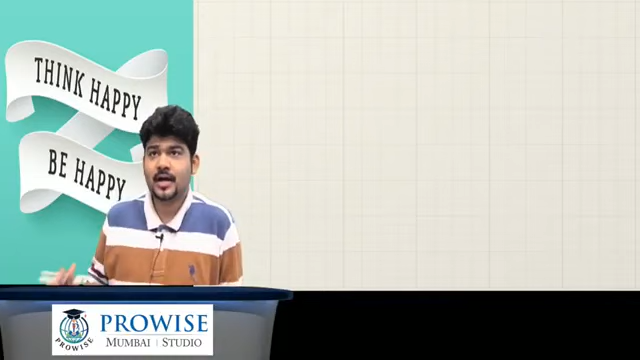 THINK HAPPY
BE HAPPY
PROWISE
PROWISE
MUMBAI | STUDIO